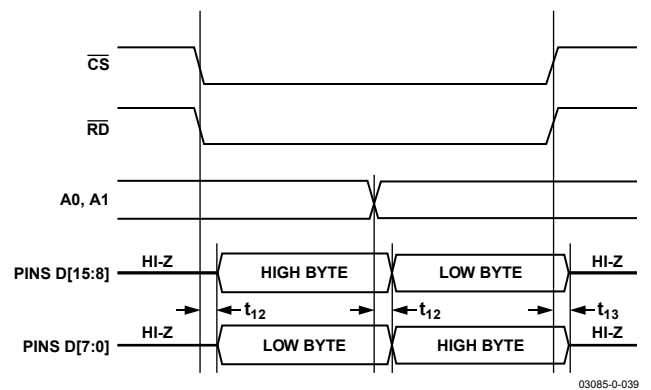 CS
RD
A0, A1
HI-Z
HI-Z
PINS D[15:8]
HIGH BYTE
LOW BYTE
t12
t12
t13
HI-Z
HI-Z
PINS D[7:0]
LOW BYTE
HIGH BYTE
03085-0-039